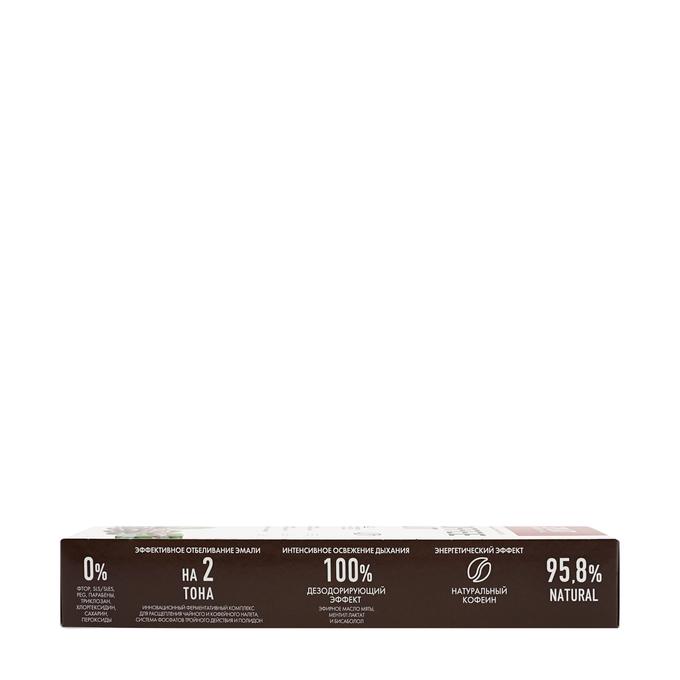 0%
ФТОР, SLS/SLES,
PEG, ПАРАБЕНЫ,
ТРИКЛОЗАН,
ХЛОРГЕКСИДИН,
САХАРИН,
ПЕРОКСИДЫ
ЭФФЕКТИВНОЕ ОТБЕЛИВАНИЕ ЭМАЛИ
НА 2
ТОНА
ИННОВАЦИОННЫЙ ФЕРМЕНТАТИВНЫЙ КОМПЛЕКС
ДЛЯ РАСЩЕПЛЕНИЯ ЧАЙНОГО И КОФЕЙНОГО НАЛЕТА,
СИСТЕМА ФОСФАТОВ ТРОЙНОГО ДЕЙСТВИЯ И ПОЛИДОН
ИНТЕНСИВНОЕ ОСВЕЖЕНИЕ ДЫХАНИЯ
100%
ДЕЗОДОРИРУЮЩИЙ
ЭФФЕКТ
ЭФИРНОЕ МАСЛО МЯТЫ,
МЕНТИЛ ЛАКТАТ
И БИСАБОЛОЛ
ЭНЕРГЕТИЧЕСКИЙ ЭФФЕКТ
НАТУРАЛЬНЫЙ
КОФЕИН
95,8%
NATURAL